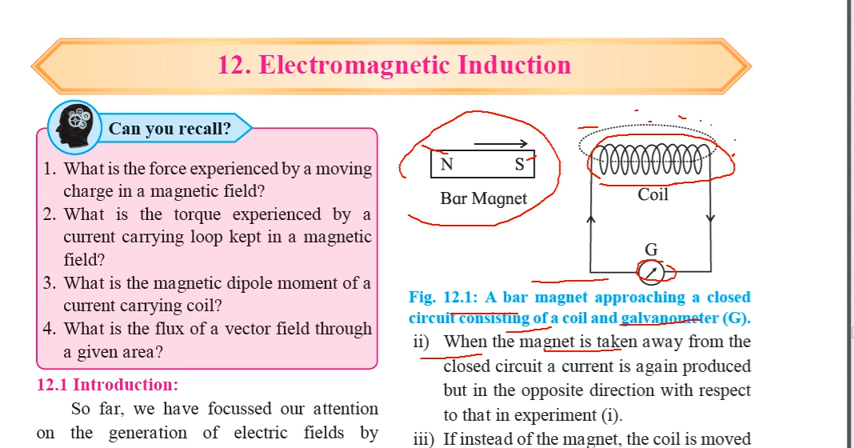 12. Electromagnetic Induction
Can you recall?
1. What is the force experienced by a moving
charge in a magnetic field?
2. What is the torque experienced by a
current carrying loop kept in a magnetic
field?
3. What is the magnetic dipole moment of a
current carrying coil?
4. What is the flux of a vector field through
a given area?
12.1 Introduction:
So far, we have focussed our attention
on the generation of electric fields by
N S
Bar Magnet
Coil
G
Fig. 12.1: A bar magnet approaching a closed
circuit consisting of a coil and galvanometer (G).
ii) When the magnet is taken away from the
closed circuit a current is again produced
but in the opposite direction with respect
to that in experiment (i).
iii) If instead of the magnet, the coil is moved